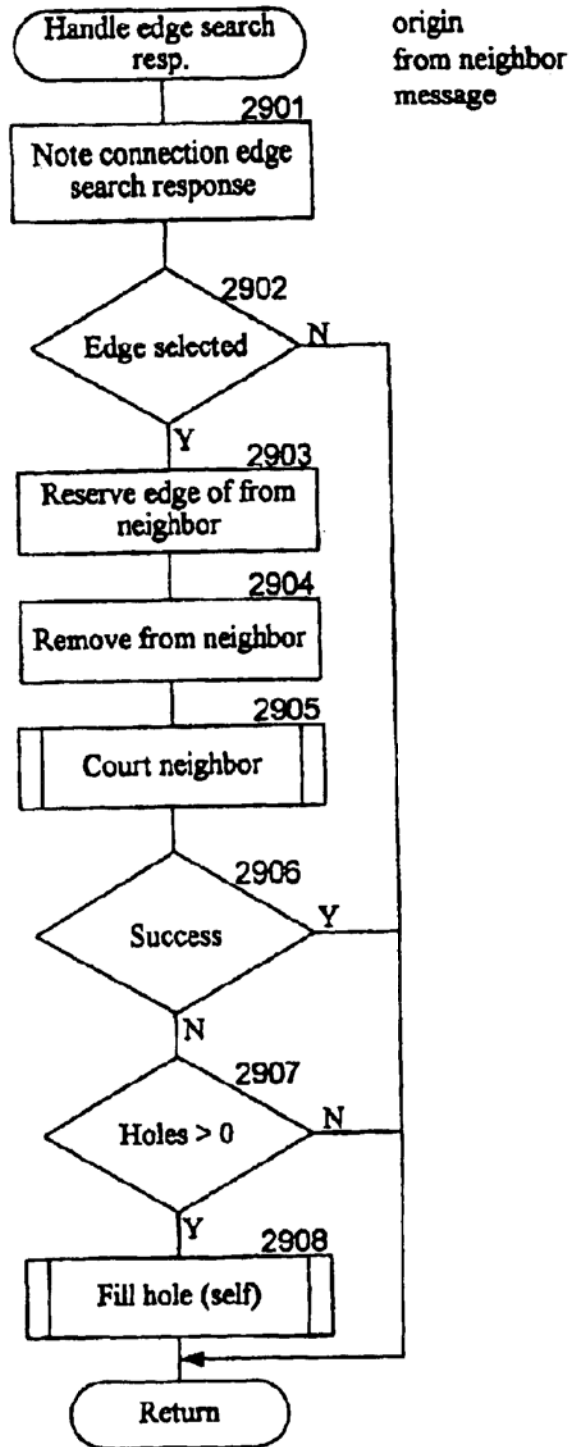 Handle edge search
resp.
origin
from neighbor
message
2901
Note connection edge
search response
2902
Edge selected
N
Y
2903
Reserve edge of from
neighbor
2904
Remove from neighbor
2905
Court neighbor
2906
Success
Y
N
2907
Holes > 0
N
Y
2908
Fill hole (self)
Return